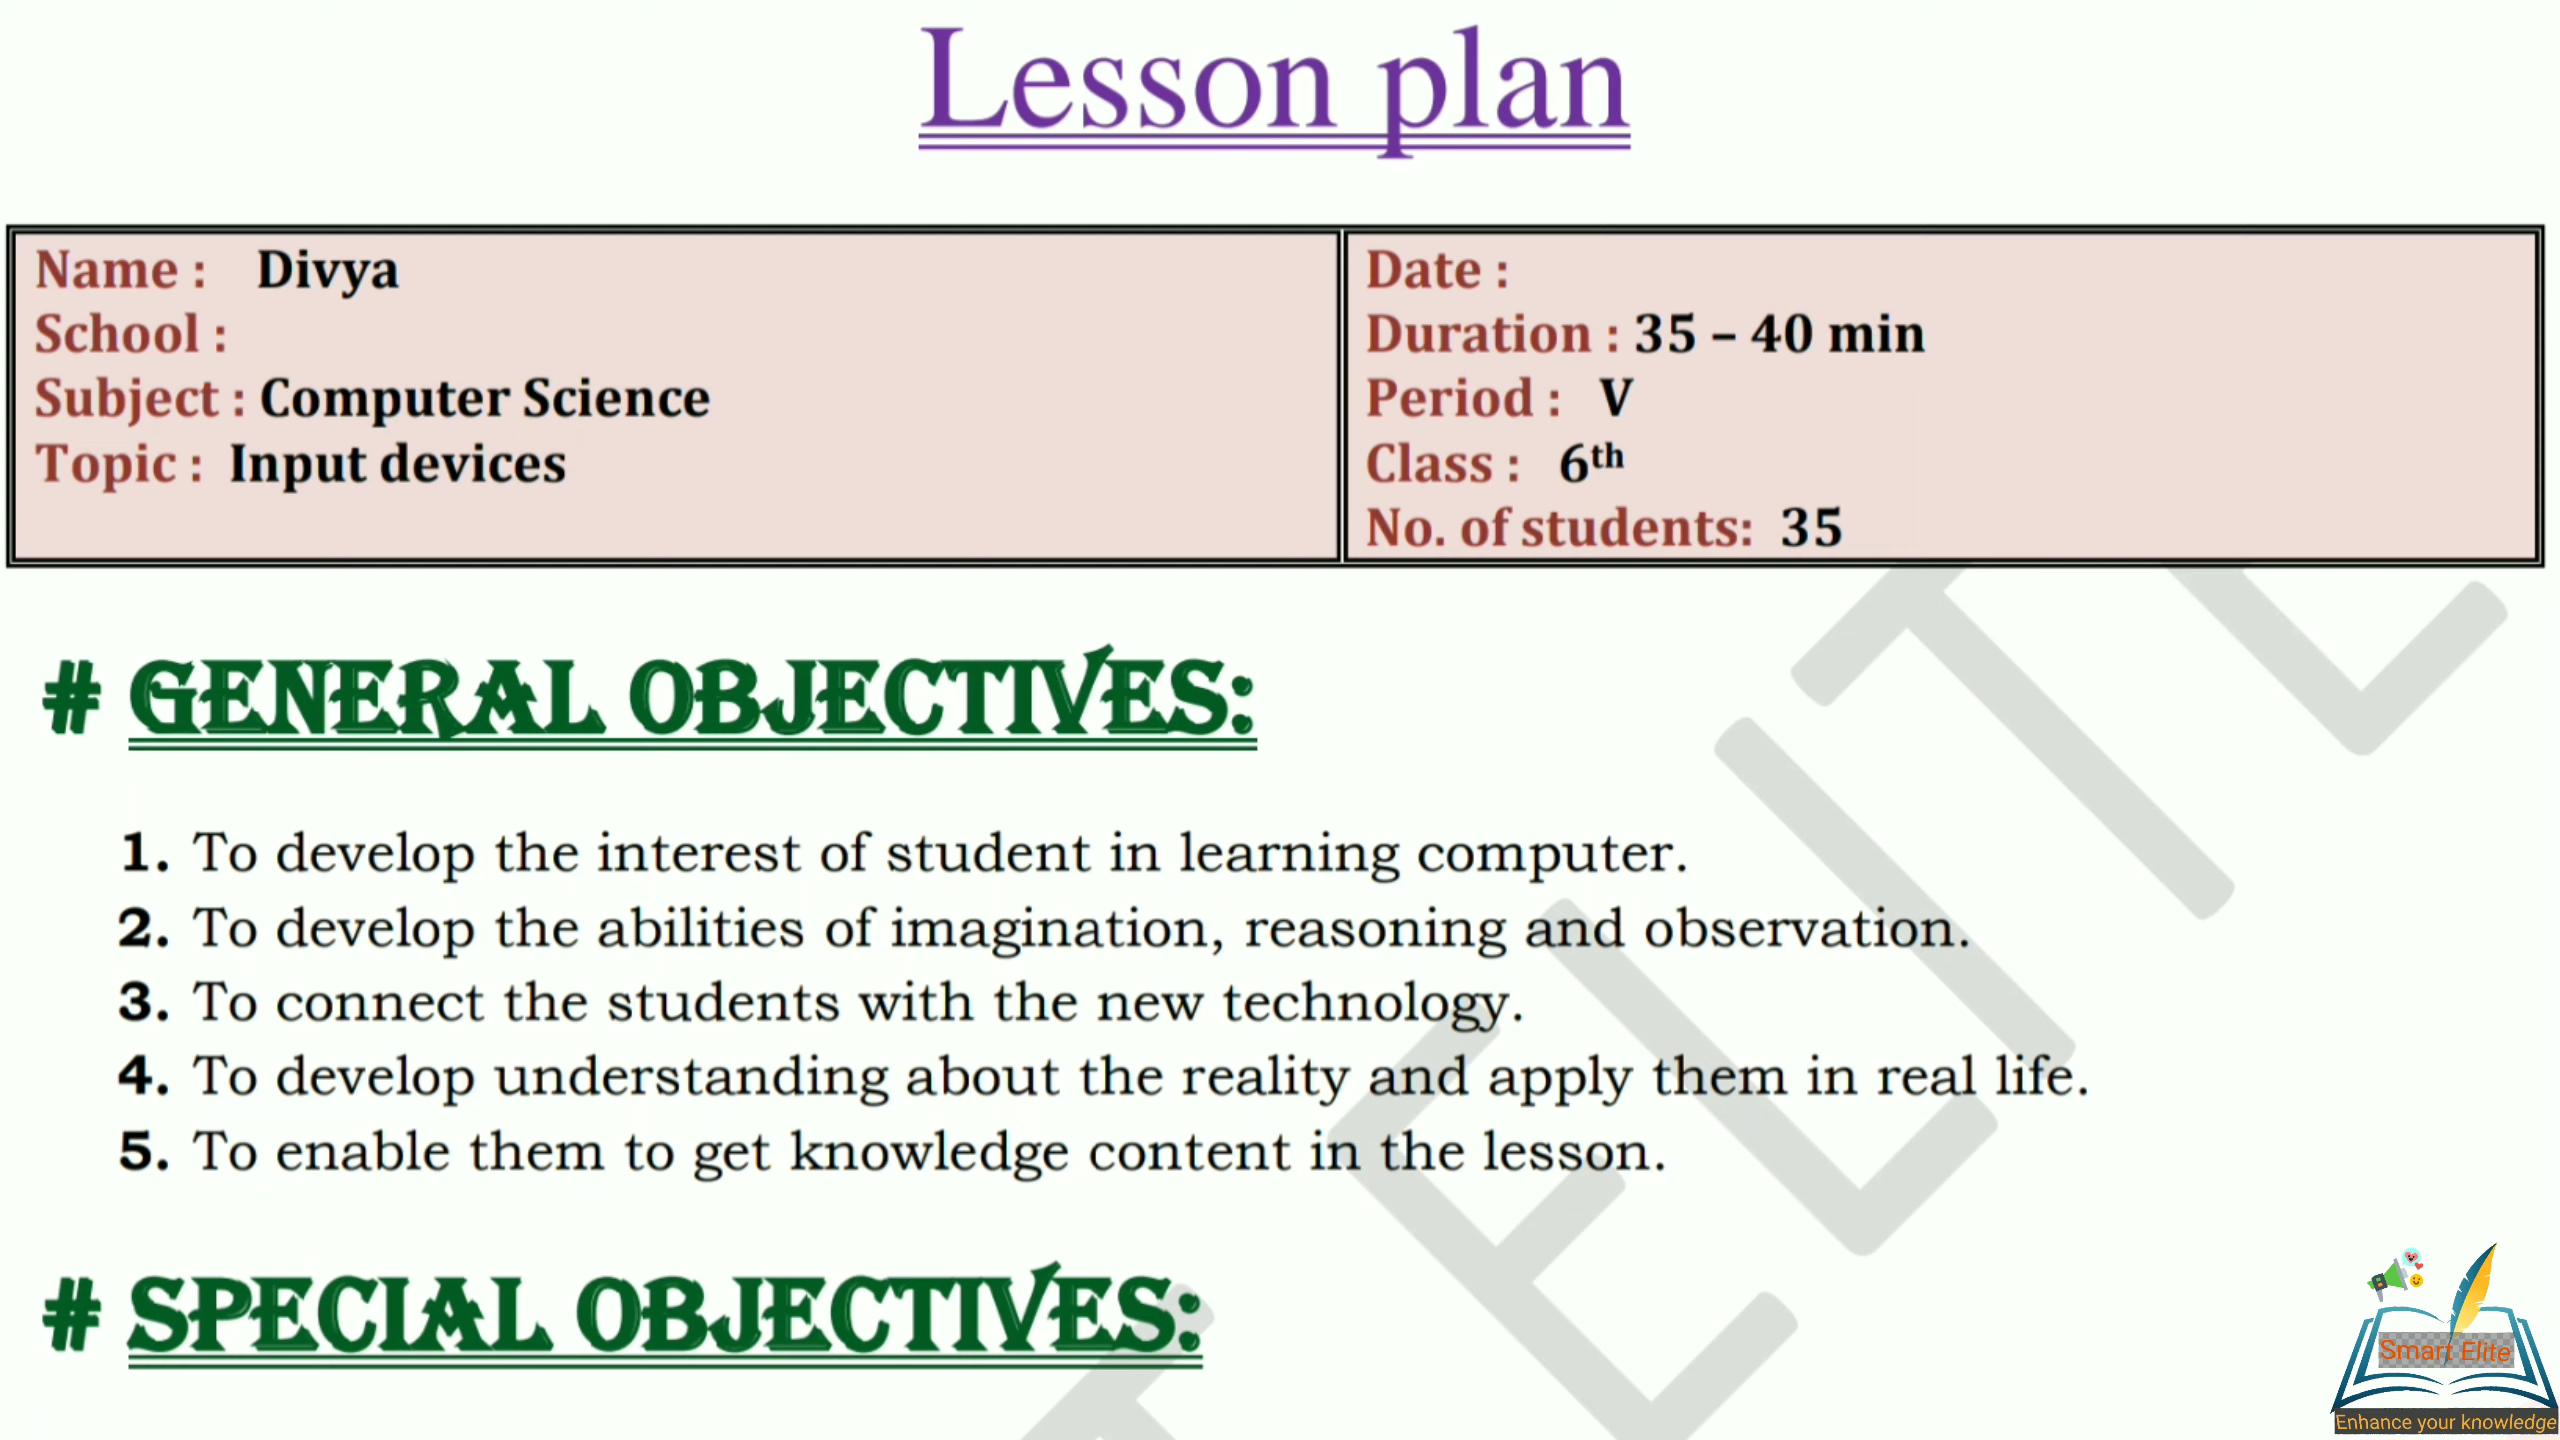 Lesson plan
Name : Divya
School :
Subject : Computer Science
Topic : Input devices
Date :
Duration : 35 – 40 min
Period : V
Class : 6th
No. of students: 35
# GENERAL OBJECTIVES:
1. To develop the interest of student in learning computer.
2. To develop the abilities of imagination, reasoning and observation.
3. To connect the students with the new technology.
4. To develop understanding about the reality and apply them in real life.
5. To enable them to get knowledge content in the lesson.
# SPECIAL OBJECTIVES:
ELITE
Smart Elite
Enhance your knowledge